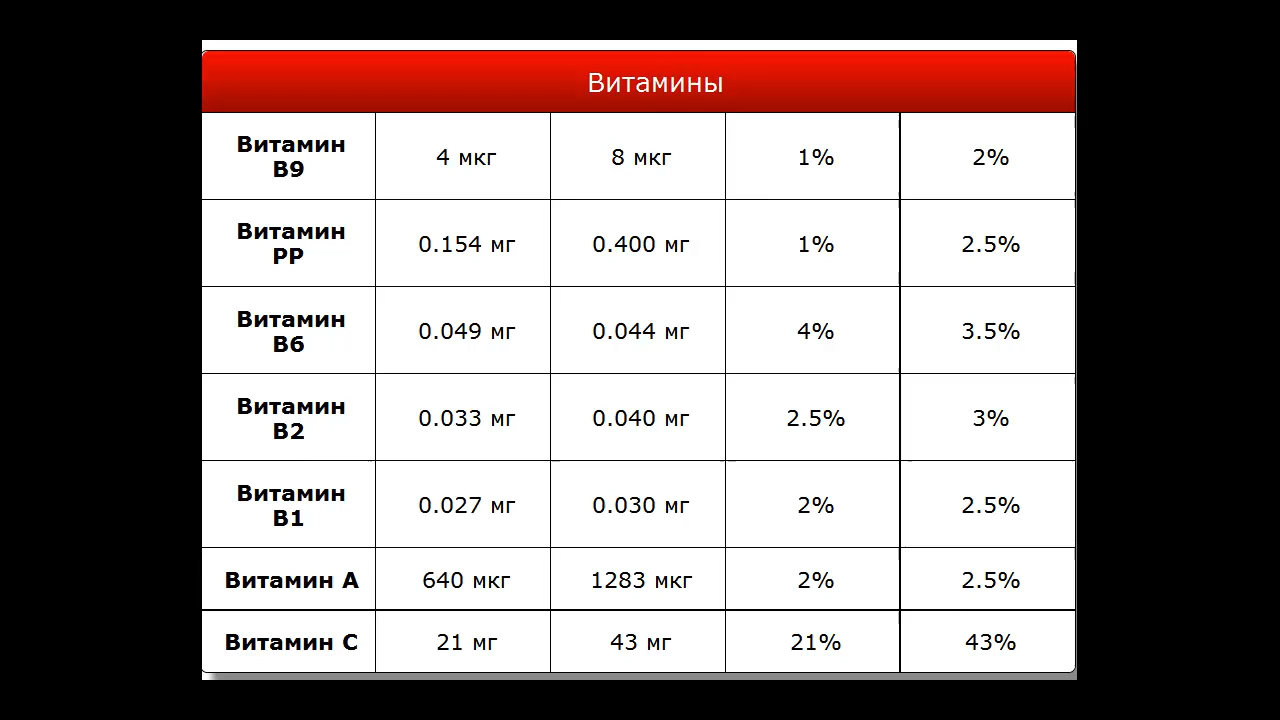 Витамины
Витамин B9 4 мкг 8 мкг 1% 2%
Витамин PP 0.154 мг 0.400 мг 1% 2.5%
Витамин B6 0.049 мг 0.044 мг 4% 3.5%
Витамин B2 0.033 мг 0.040 мг 2.5% 3%
Витамин B1 0.027 мг 0.030 мг 2% 2.5%
Витамин A 640 мкг 1283 мкг 2% 2.5%
Витамин C 21 мг 43 мг 21% 43%